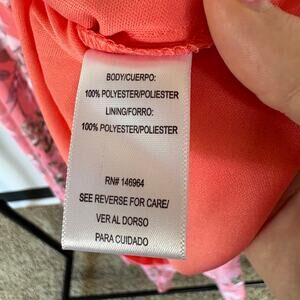 BODY/CUERPO:
100% POLYESTER/POLIESTER
LINING/FORRO:
100% POLYESTER/POLIESTER
RN# 146964
SEE REVERSE FOR CARE/
VER AL DORSO
PARA CUIDADO